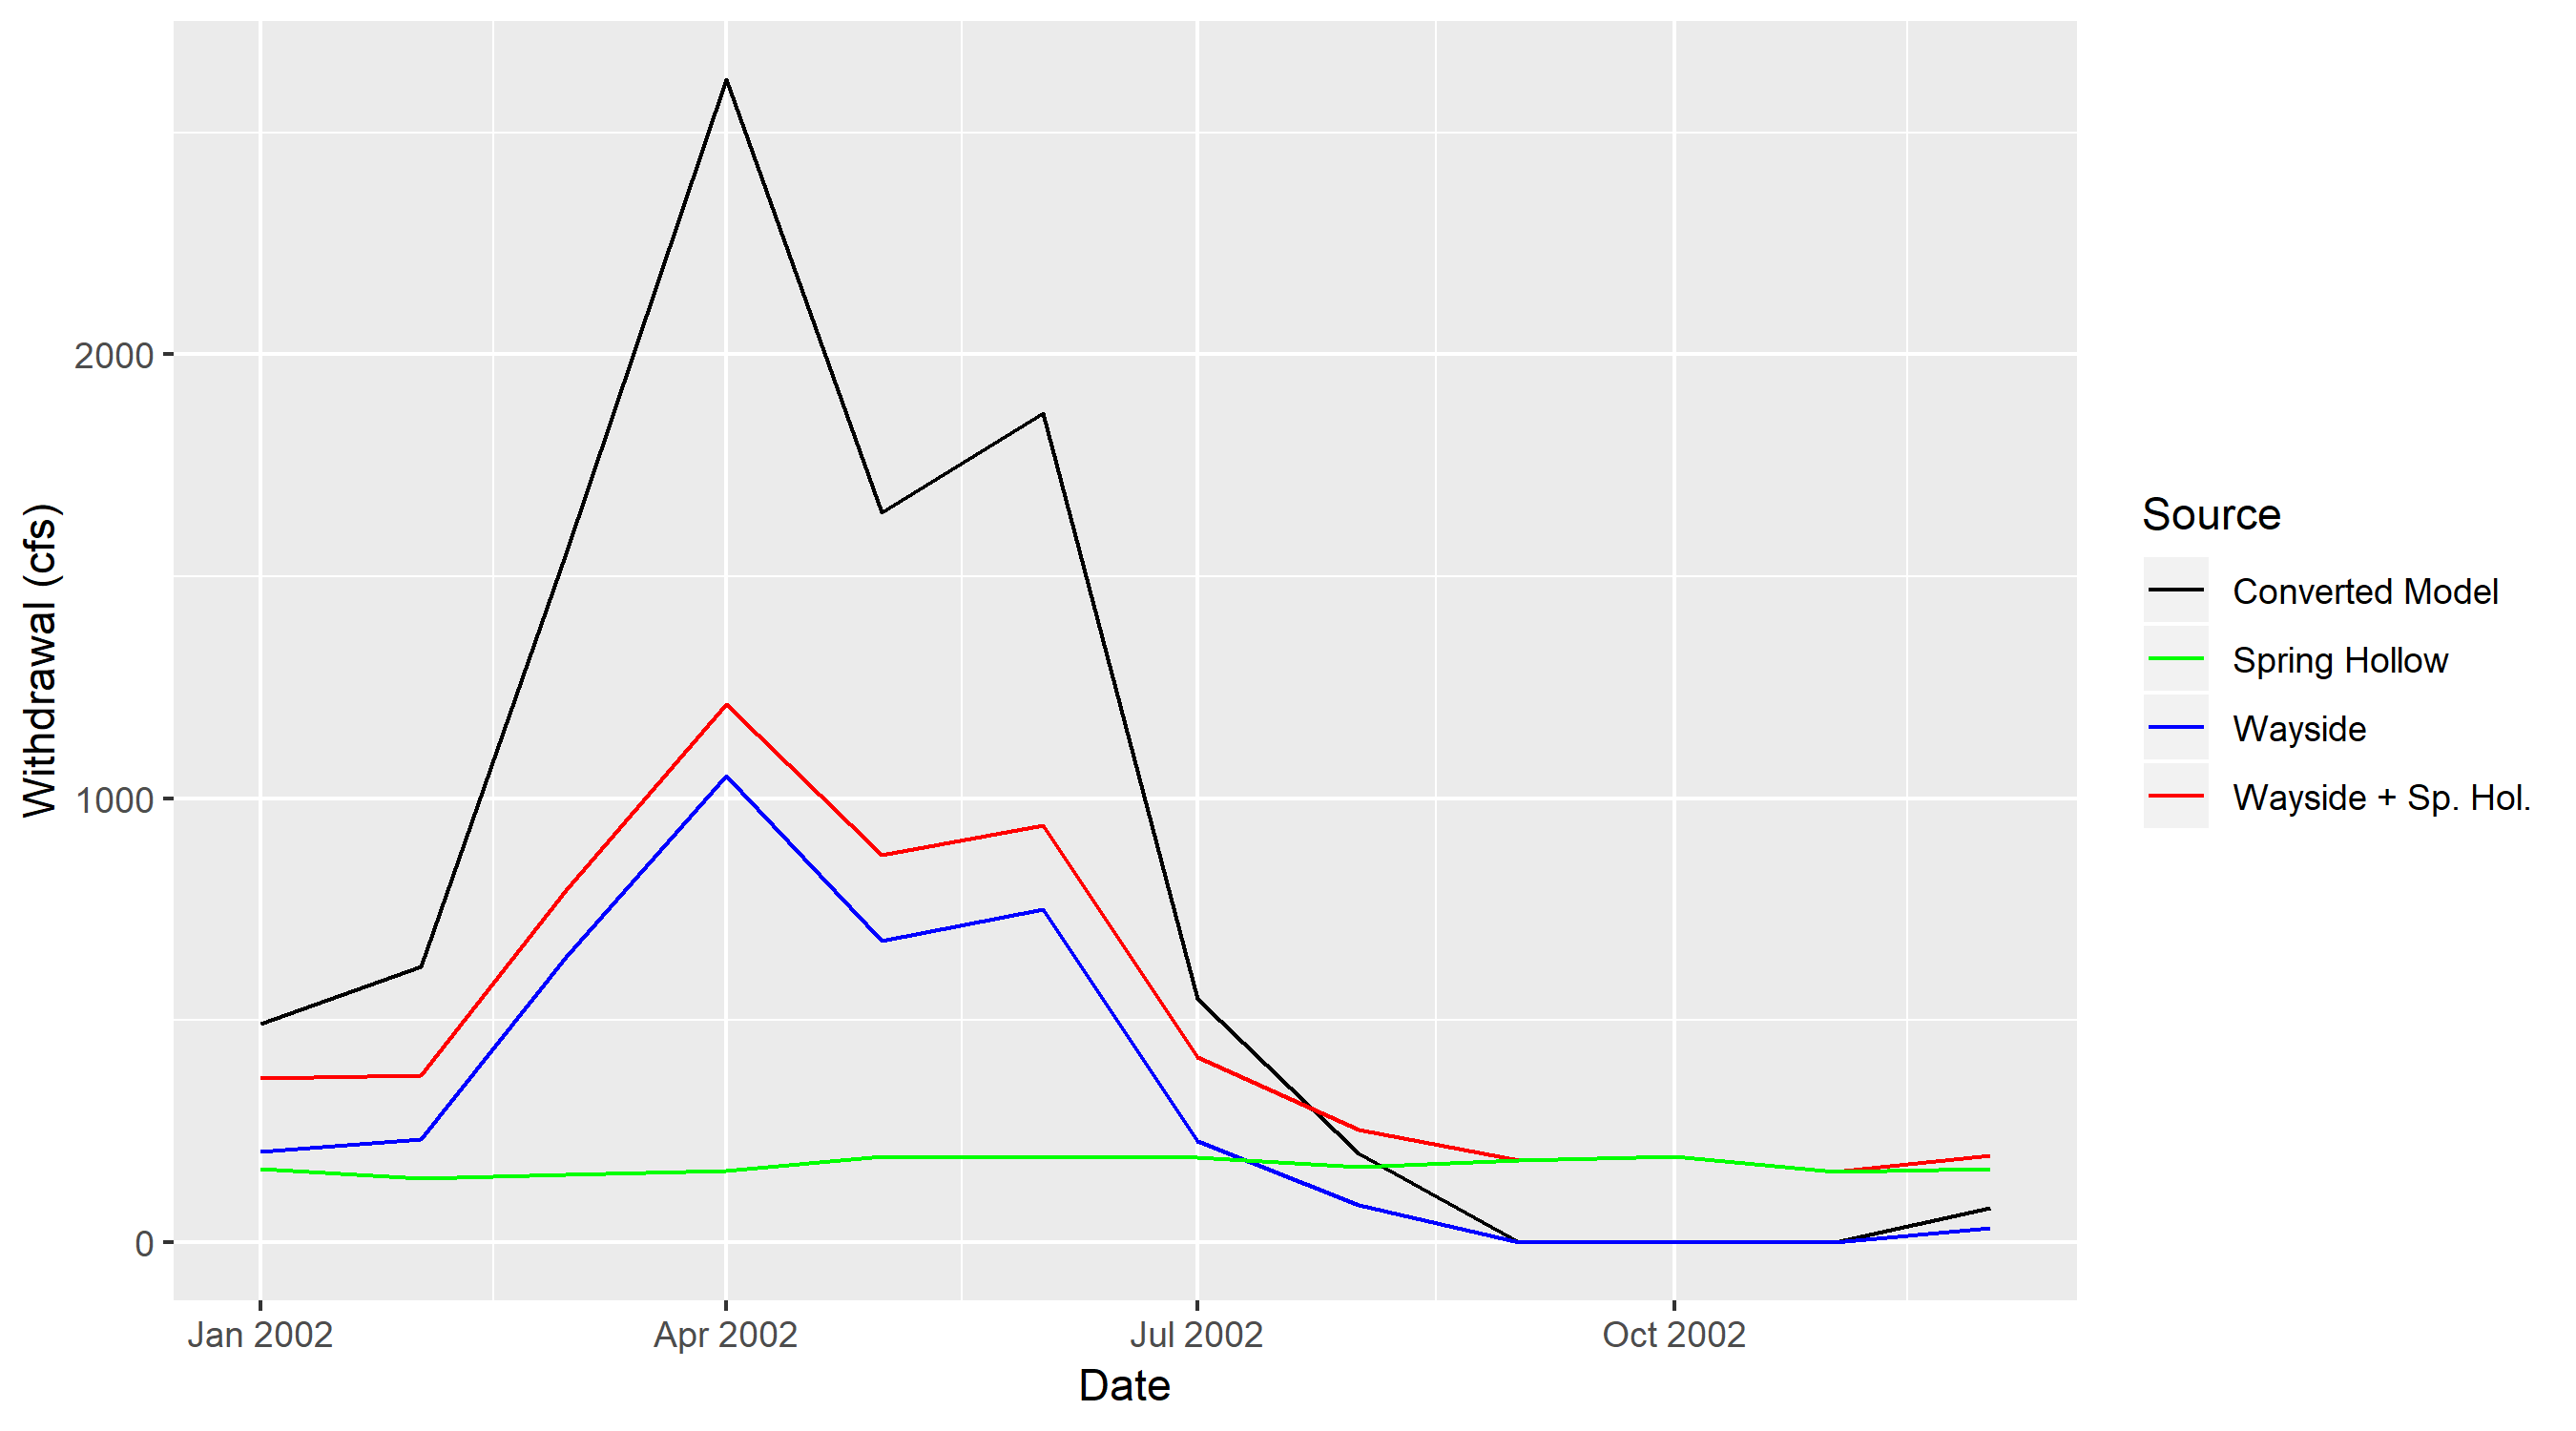 Withdrawal (cfs)
2000
1000
0
Jan 2002
Apr 2002
Jul 2002
Oct 2002
Date
Source
Converted Model
Spring Hollow
Wayside
Wayside + Sp. Hol.